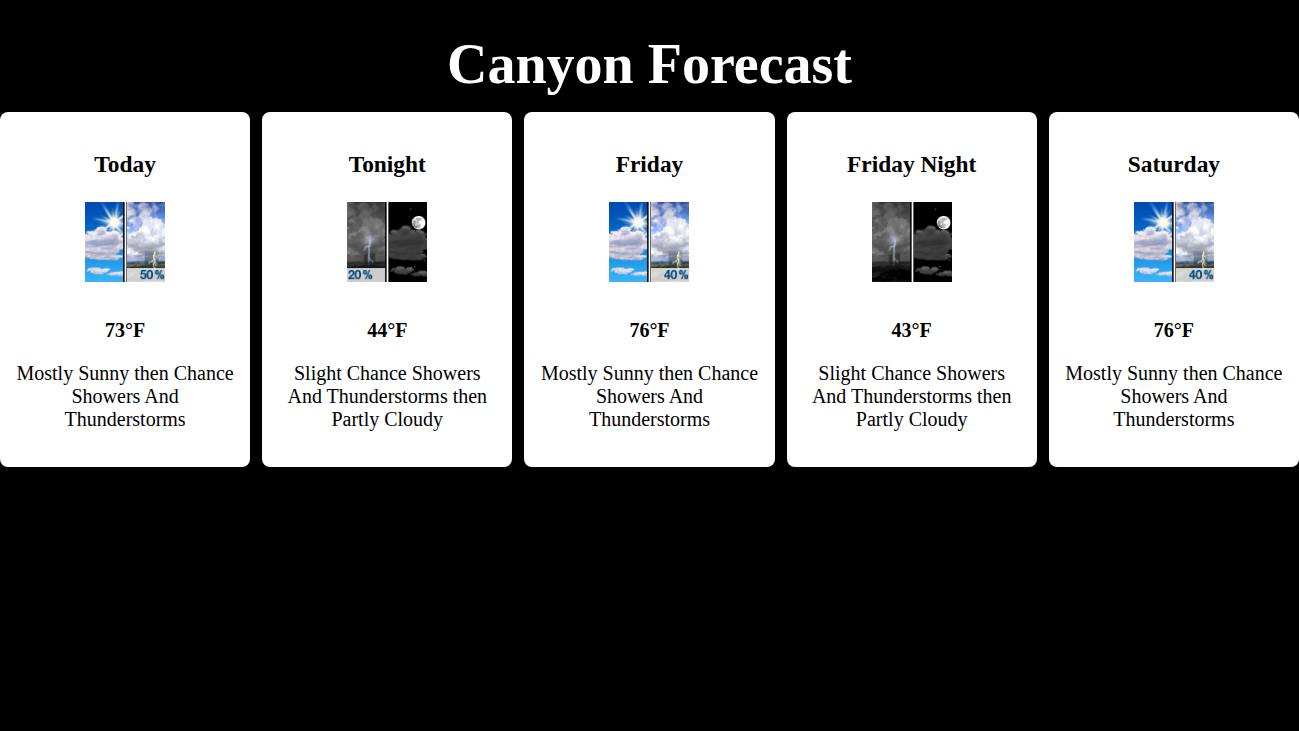 Canyon Forecast
Today
50%
73°F
Mostly Sunny then Chance
Showers And
Thunderstorms
Tonight
20%
44°F
Slight Chance Showers
And Thunderstorms then
Partly Cloudy
Friday
40%
76°F
Mostly Sunny then Chance
Showers And
Thunderstorms
Friday Night
43°F
Slight Chance Showers
And Thunderstorms then
Partly Cloudy
Saturday
40%
76°F
Mostly Sunny then Chance
Showers And
Thunderstorms